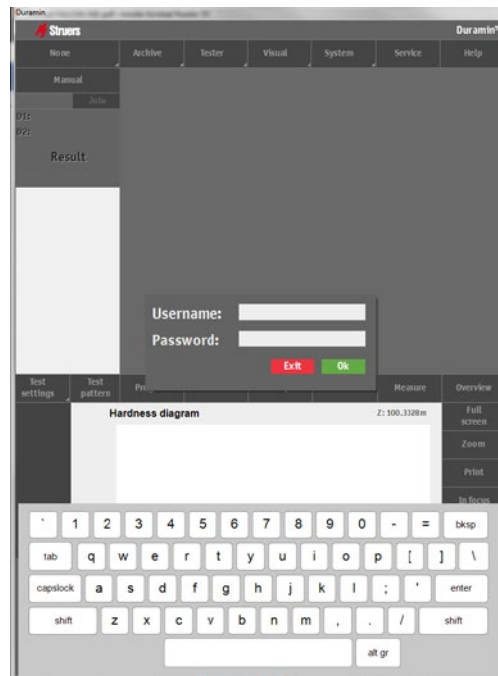 Duramin
Struers
Duramin
None Archive Tester Visual System Service Help
Manual
Jobs
D1:
D2:
Result
Username:
Password:
Exit Ok
Test settings Test pattern Measure Overview
Hardness diagram Z: 100.3328m Full screen
Zoom
Print
In focus
` 1 2 3 4 5 6 7 8 9 0 - = bksp
tab q w e r t y u i o p [ ] \
capslock a s d f g h j k l ; ' enter
shift z x c v b n m , . / shift
alt gr